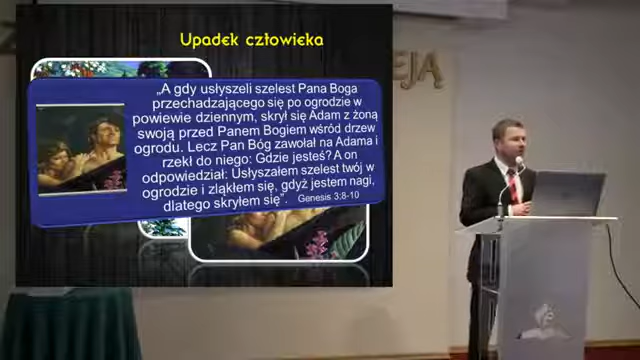 Upadek człowieka
„A gdy usłyszeli szelest Pana Boga
przechadzającego się po ogrodzie w
powiewie dziennym, skrył się Adam z żoną
swoją przed Panem Bogiem wśród drzew
ogrodu. Lecz Pan Bóg zawołał na Adama i
rzekł do niego: Gdzie jesteś? A on
odpowiedział: Usłyszałem szelest twój w
ogrodzie i zląkłem się, gdyż jestem nagi,
dlatego skryłem się”. Genesis 3:8-10
EJĄ